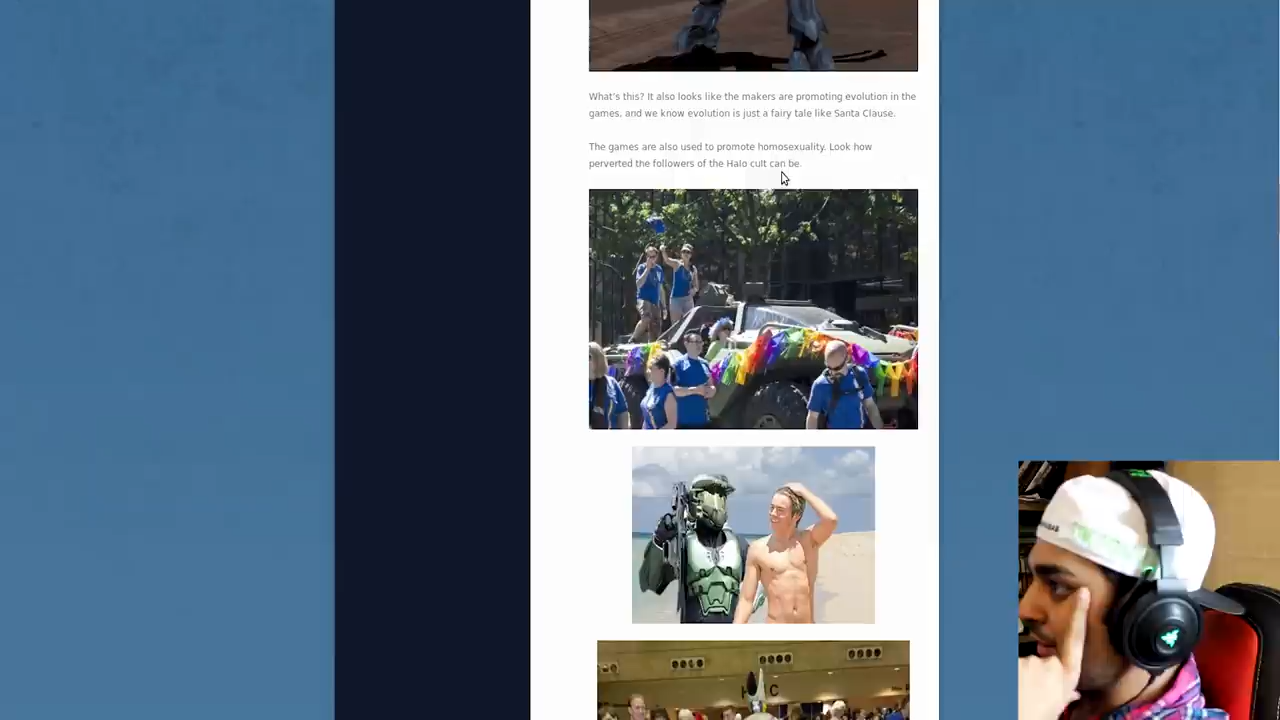 What's this? It also looks like the makers are promoting evolution in the
games, and we know evolution is just a fairy tale like Santa Clause.
The games are also used to promote homosexuality. Look how
perverted the followers of the Halo cult can be.